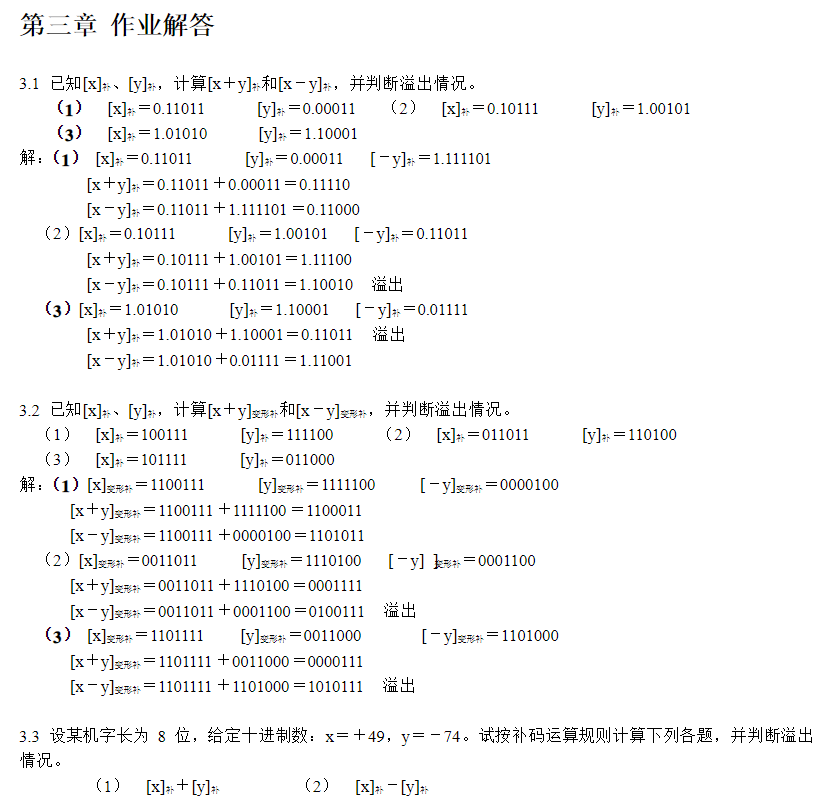 第三章 作业解答
3.1 已知[x]补、[y]补，计算[x＋y]补和[x－y]补，并判断溢出情况。
（1） [x]补＝0.11011 [y]补＝0.00011 （2） [x]补＝0.10111 [y]补＝1.00101
（3） [x]补＝1.01010 [y]补＝1.10001
解：（1） [x]补＝0.11011 [y]补＝0.00011 [－y]补＝1.111101
[x＋y]补＝0.11011＋0.00011＝0.11110
[x－y]补＝0.11011＋1.111101＝0.11000
（2）[x]补＝0.10111 [y]补＝1.00101 [－y]补＝0.11011
[x＋y]补＝0.10111＋1.00101＝1.11100
[x－y]补＝0.10111＋0.11011＝1.10010 溢出
（3）[x]补＝1.01010 [y]补＝1.10001 [－y]补＝0.01111
[x＋y]补＝1.01010＋1.10001＝0.11011 溢出
[x－y]补＝1.01010＋0.01111＝1.11001
3.2 已知[x]补、[y]补，计算[x＋y]变形补和[x－y]变形补，并判断溢出情况。
（1） [x]补＝100111 [y]补＝111100 （2） [x]补＝011011 [y]补＝110100
（3） [x]补＝101111 [y]补＝011000
解：（1）[x]变形补＝1100111 [y]变形补＝1111100 [－y]变形补＝0000100
[x＋y]变形补＝1100111＋1111100＝1100011
[x－y]变形补＝1100111＋0000100＝1101011
（2）[x]变形补＝0011011 [y]变形补＝1110100 [－y] ]变形补＝0001100
[x＋y]变形补＝0011011＋1110100＝0001111
[x－y]变形补＝0011011＋0001100＝0100111 溢出
（3） [x]变形补＝1101111 [y]变形补＝0011000 [－y]变形补＝1101000
[x＋y]变形补＝1101111＋0011000＝0000111
[x－y]变形补＝1101111＋1101000＝1010111 溢出
3.3 设某机字长为 8 位，给定十进制数：x＝＋49，y＝－74。试按补码运算规则计算下列各题，并判断溢出
情况。
（1） [x]补＋[y]补 （2） [x]补－[y]补